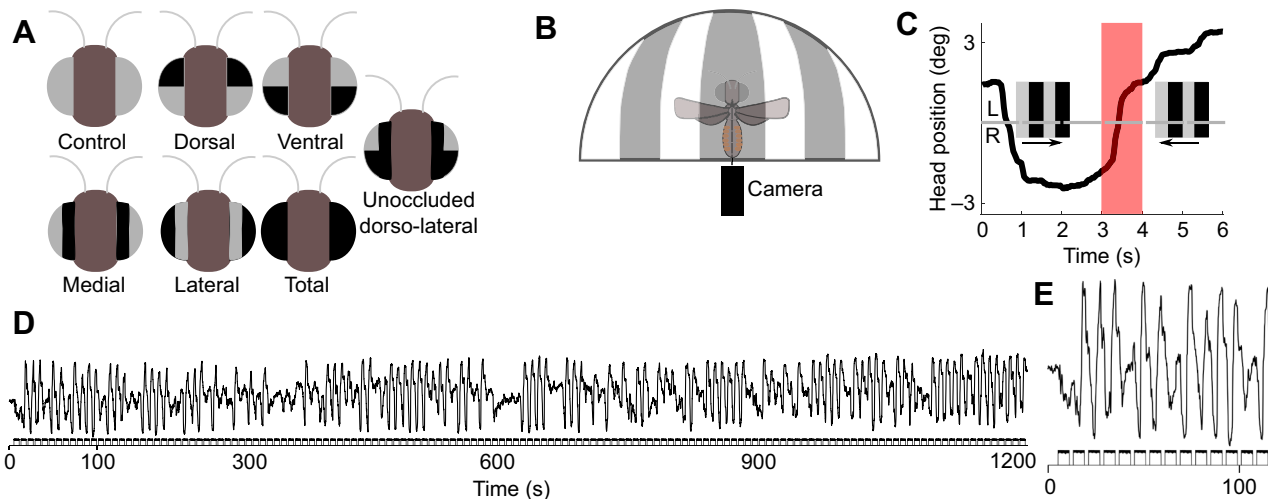 A
Control
Dorsal
Ventral
Medial
Lateral
Total
Unoccluded
dorso-lateral
B
Camera
C
Head position (deg)
3
L
R
–3
0 1 2 3 4 5 6
Time (s)
D
0 100 300 600 900 1200
Time (s)
E
0 100